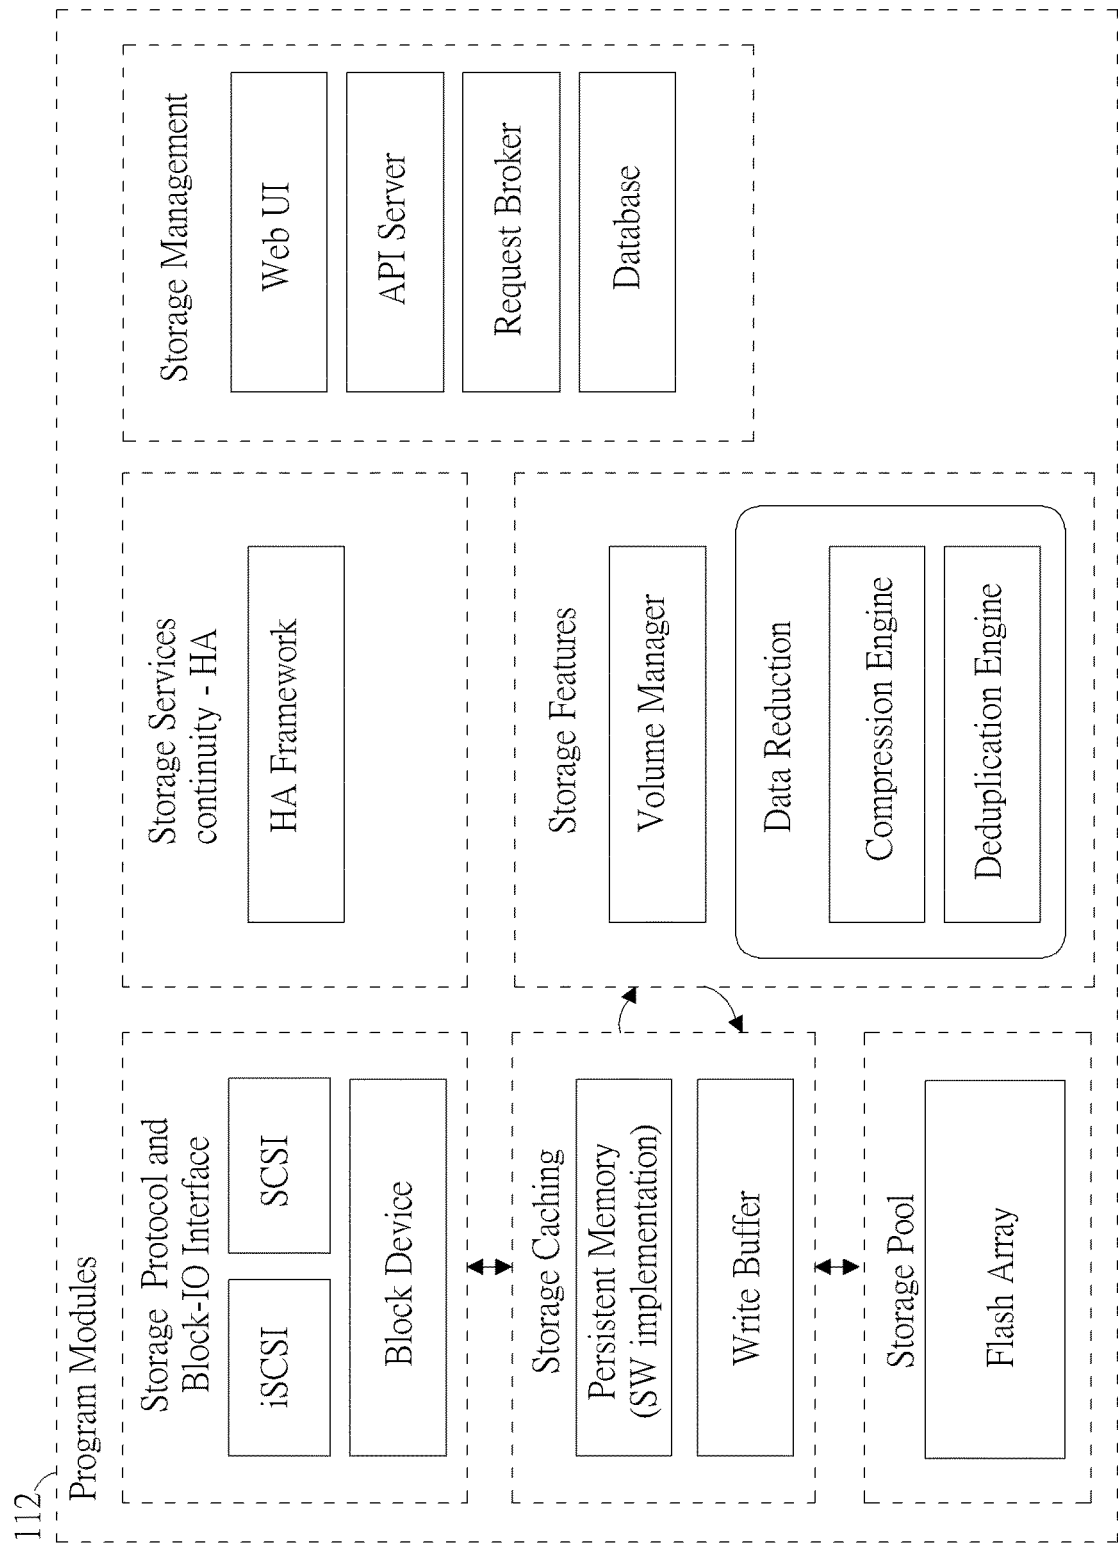 112
Program Modules
Storage Protocol and
Block-IO Interface
iSCSI
SCSI
Block Device
Storage Services
continuity - HA
HA Framework
Storage Management
Web UI
API Server
Request Broker
Database
Storage Caching
Persistent Memory
(SW implementation)
Write Buffer
Storage Features
Volume Manager
Data Reduction
Compression Engine
Deduplication Engine
Storage Pool
Flash Array